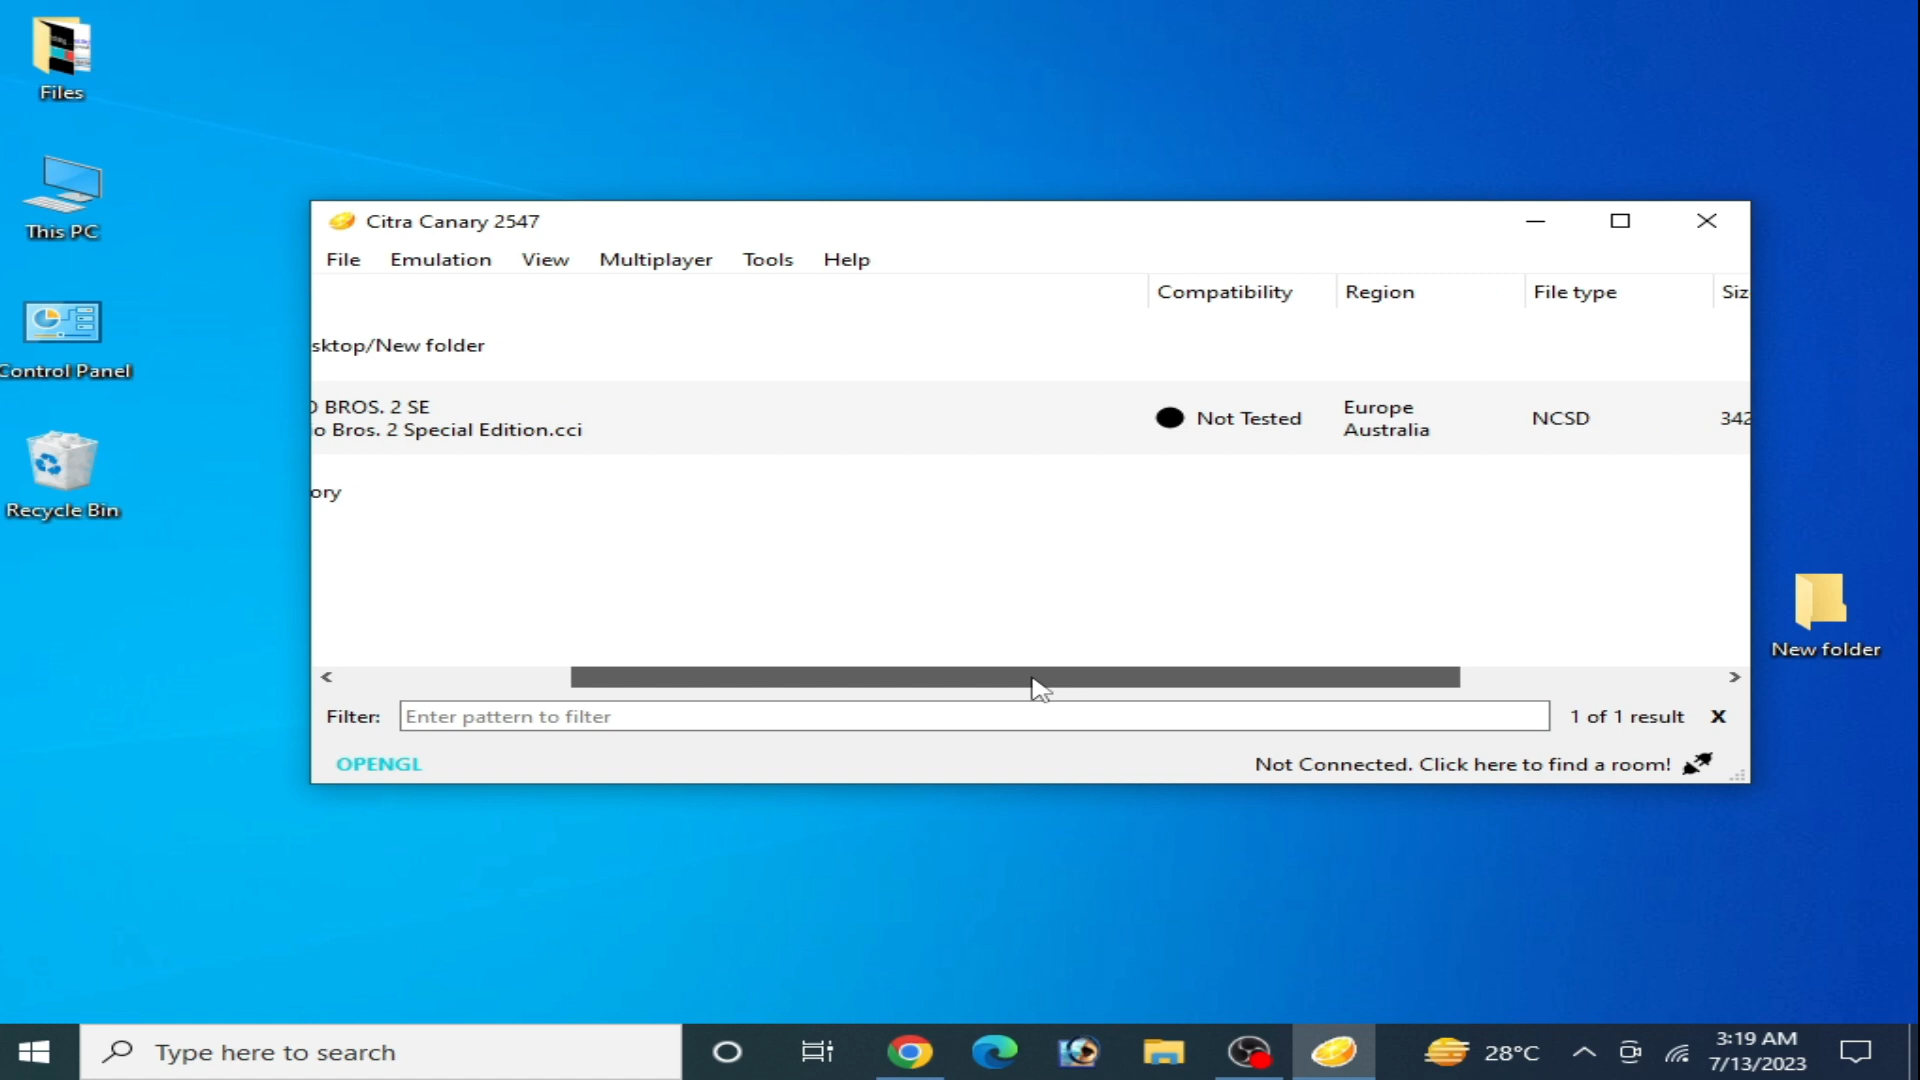 Files
This PC
Control Panel
Recycle Bin
New folder
Citra Canary 2547
File Emulation View Multiplayer Tools Help
Compatibility Region File type Siz
sktop/New folder
BROS. 2 SE
o Bros. 2 Special Edition.cci
Not Tested
Europe
Australia
NCSD
342
ory
Filter: Enter pattern to filter 1 of 1 result X
OPENGL Not Connected. Click here to find a room!
Type here to search
28°C
3:19 AM
7/13/2023